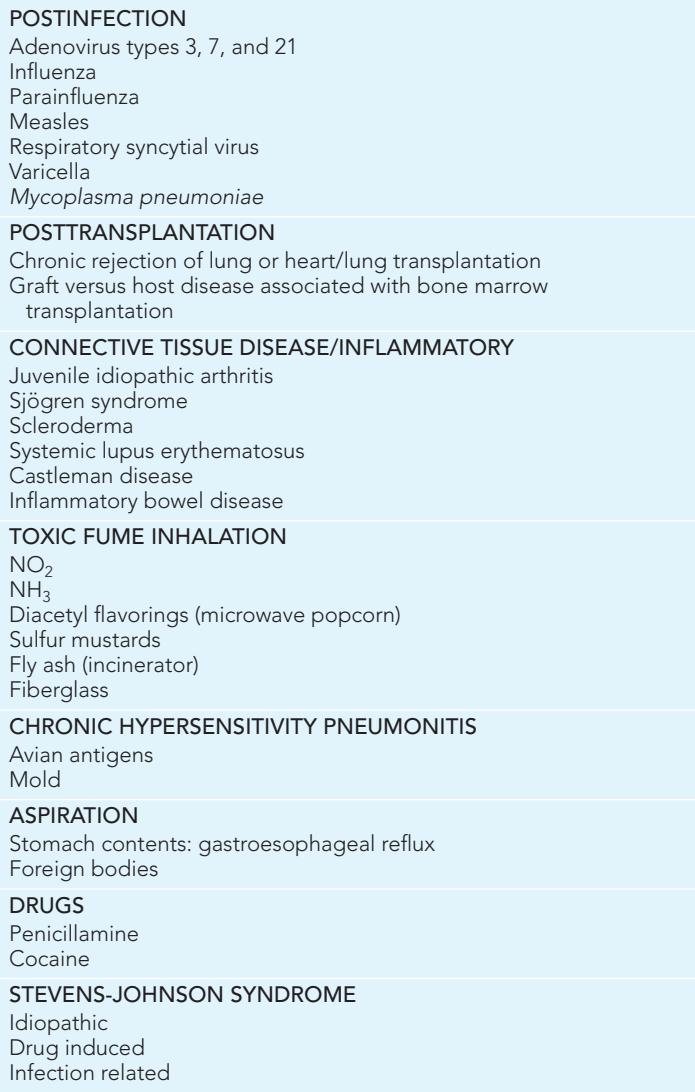 POSTINFECTION
Adenovirus types 3, 7, and 21
Influenza
Parainfluenza
Measles
Respiratory syncytial virus
Varicella
Mycoplasma pneumoniae
POSTTRANSPLANTATION
Chronic rejection of lung or heart/lung transplantation
Graft versus host disease associated with bone marrow
transplantation
CONNECTIVE TISSUE DISEASE/INFLAMMATORY
Juvenile idiopathic arthritis
Sjögren syndrome
Scleroderma
Systemic lupus erythematosus
Castleman disease
Inflammatory bowel disease
TOXIC FUME INHALATION
NO₂
NH₃
Diacetyl flavorings (microwave popcorn)
Sulfur mustards
Fly ash (incinerator)
Fiberglass
CHRONIC HYPERSENSITIVITY PNEUMONITIS
Avian antigens
Mold
ASPIRATION
Stomach contents: gastroesophageal reflux
Foreign bodies
DRUGS
Penicillamine
Cocaine
STEVENS-JOHNSON SYNDROME
Idiopathic
Drug induced
Infection related